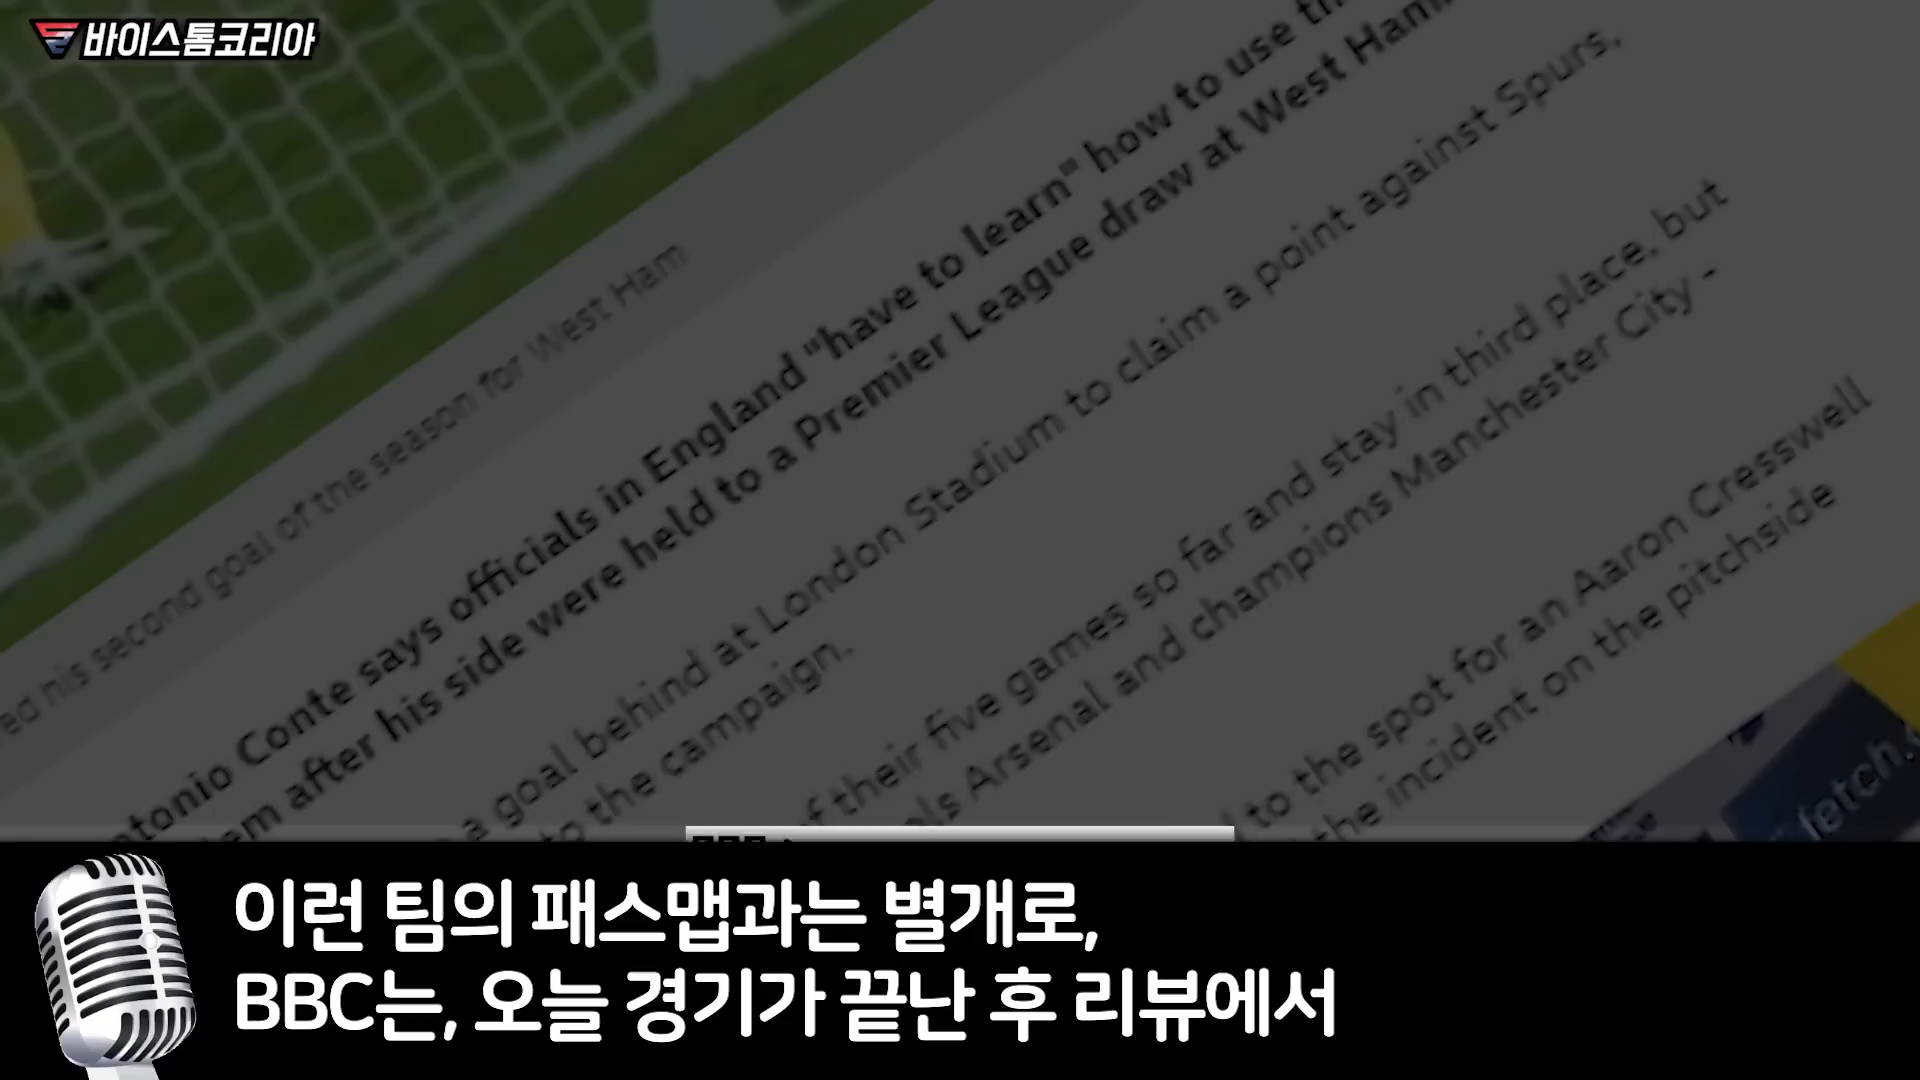 바이스톰코리아
his second goal of the season for West Ham
Conte says officials in England "have to learn" how to use
after his side were held to a Premier League draw at West Ham
a goal behind at London Stadium to claim a point against Spurs,
to the campaign.
of their five games so far and stay in third place, but
Arsenal and champions Manchester City -
to the spot for an Aaron Cresswell
the incident on the pitchside
fetch
이런 팀의 패스맵과는 별개로,
BBC는, 오늘 경기가 끝난 후 리뷰에서